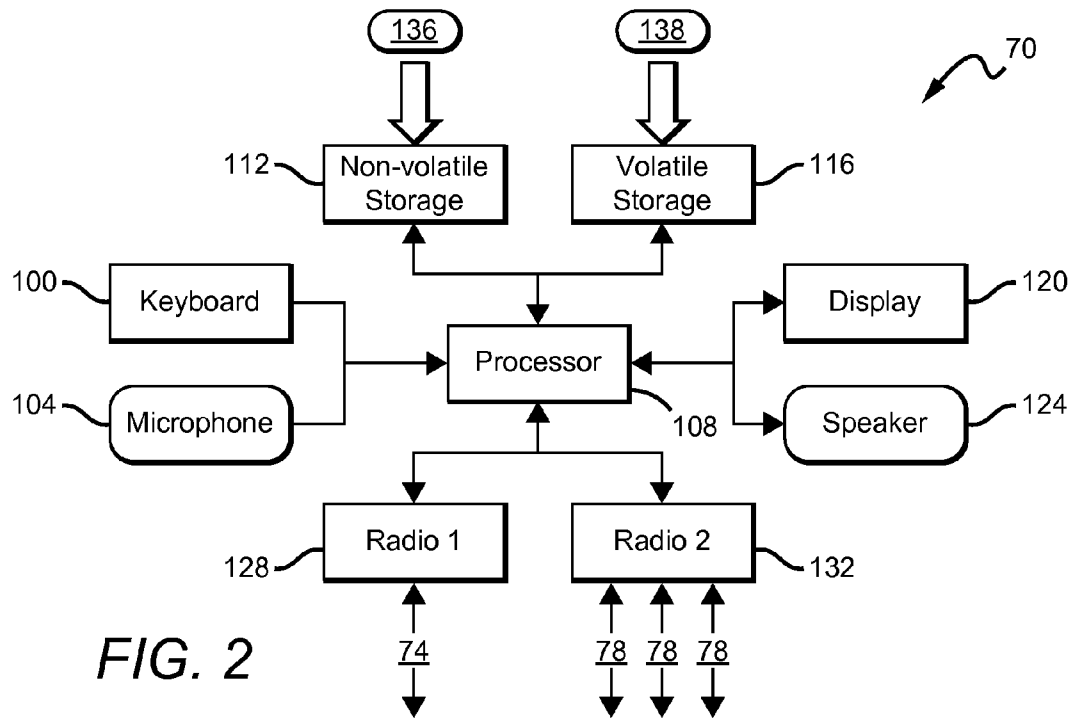 136
138
70
112
Non-volatile
Storage
Volatile
Storage
116
100
Keyboard
Display
120
Processor
104
Microphone
108
Speaker
124
Radio 1
Radio 2
128
132
FIG. 2
74
78
78
78